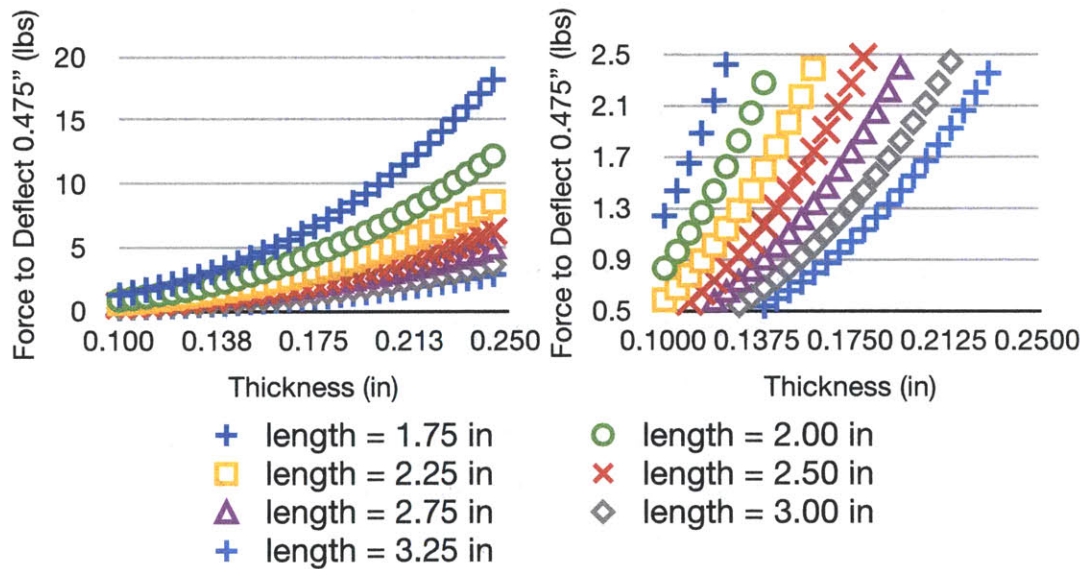 Force to Deflect 0.475” (lbs)
20
15
10
5
0
0.100 0.138 0.175 0.213 0.250
Thickness (in)
Force to Deflect 0.475” (lbs)
2.5
2.1
1.7
1.3
0.9
0.5
0.1000 0.1375 0.1750 0.2125 0.2500
Thickness (in)
length = 1.75 in
length = 2.00 in
length = 2.25 in
length = 2.50 in
length = 2.75 in
length = 3.00 in
length = 3.25 in